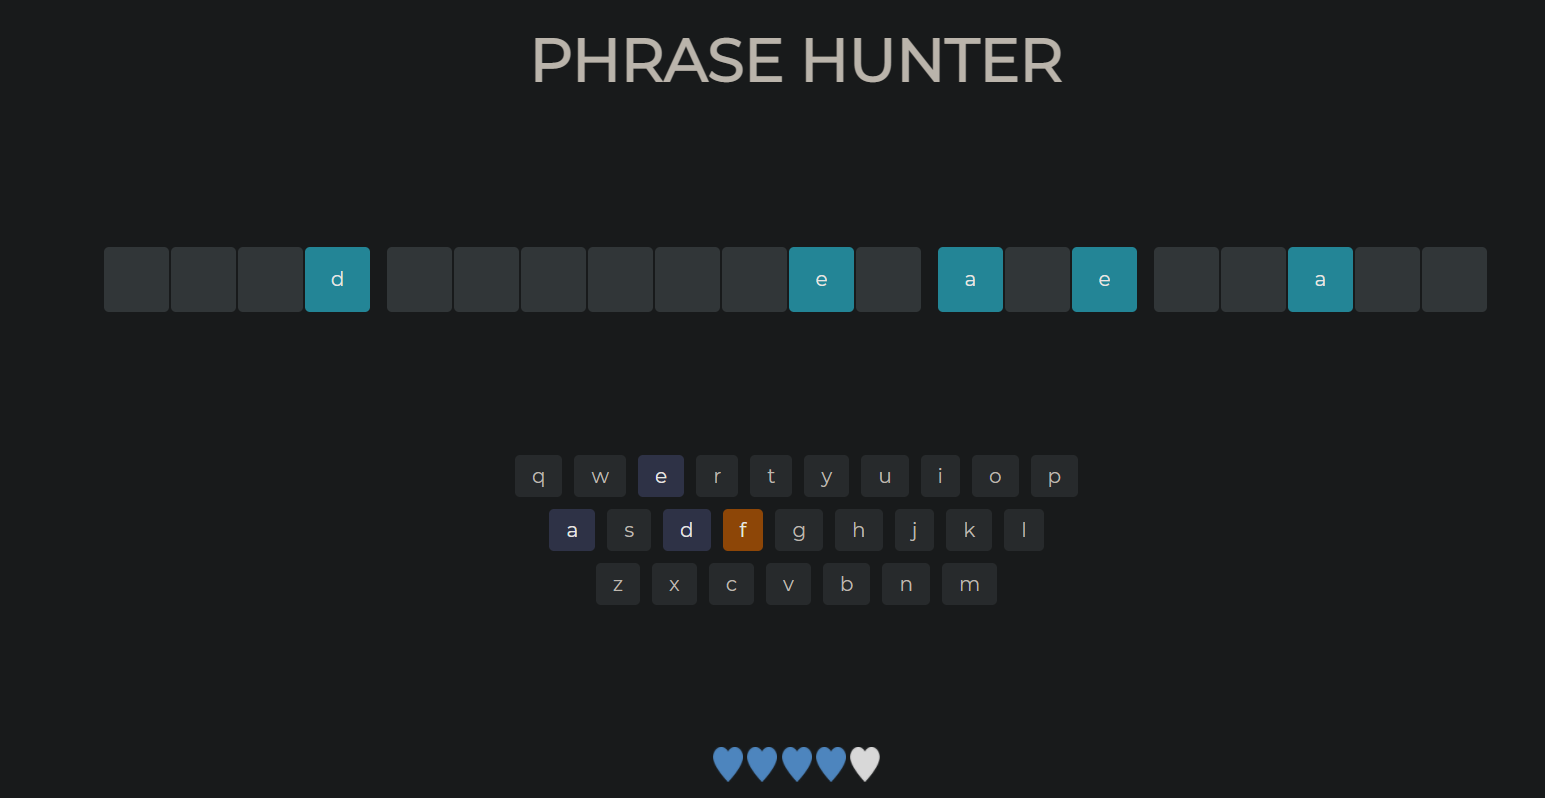 PHRASE HUNTER
d e a e a
q w e r t y u i o p
a s d f g h j k l
z x c v b n m